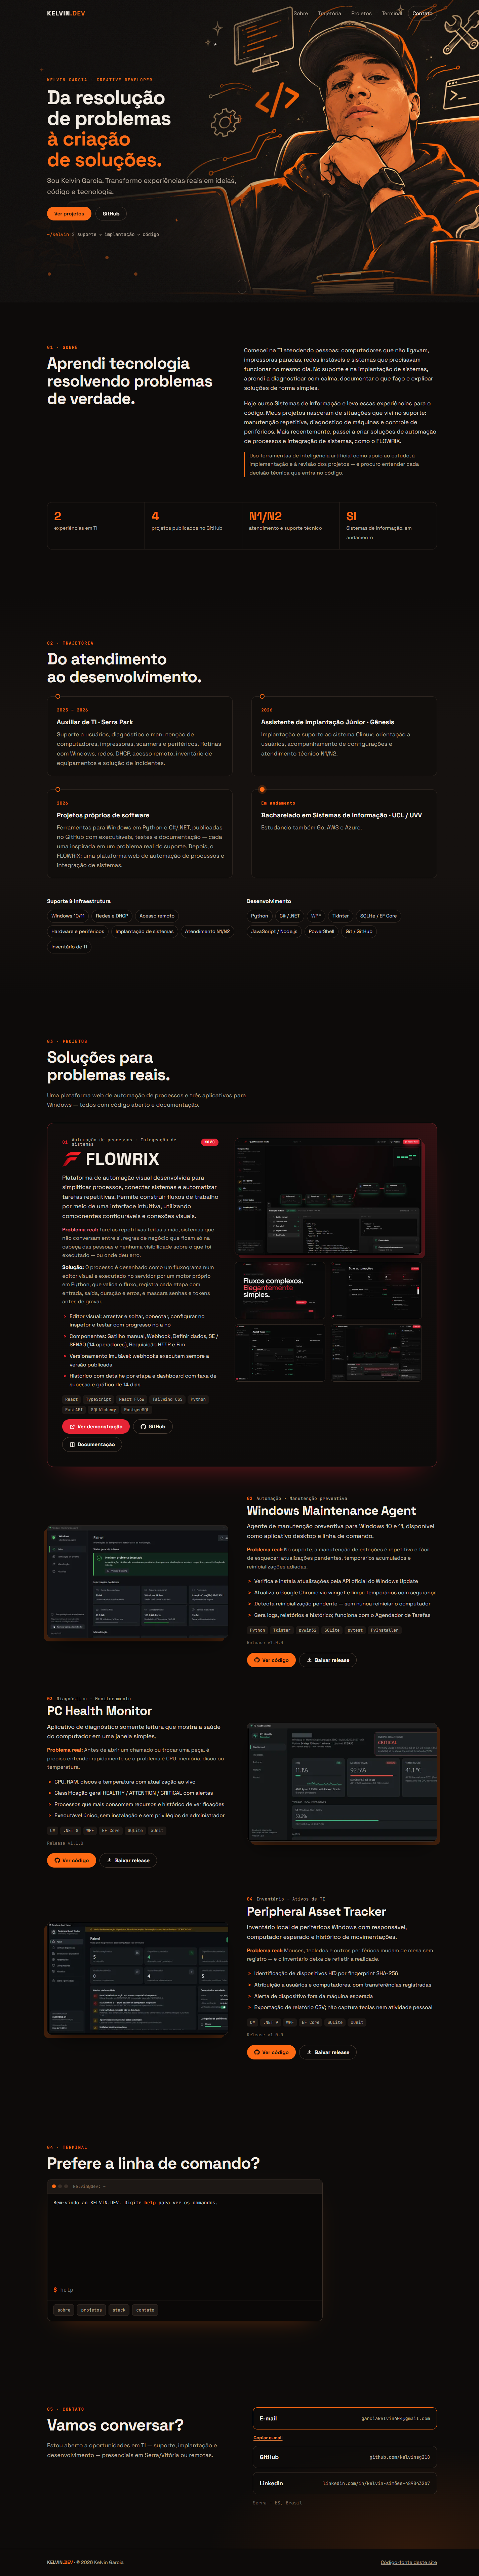 KELVIN.DEV
Sobre Trajetória Projetos Terminal Contato
KELVIN GARCIA · CREATIVE DEVELOPER
Da resolução
de problemas
à criação
de soluções.
Sou Kelvin Garcia. Transformo experiências reais em ideias,
código e tecnologia.
Ver projetos GitHub
suporte → implantação → código
01 · SOBRE
Aprendi tecnologia
resolvendo problemas
de verdade.
Comecei na TI atendendo pessoas: computadores que não ligavam,
impressoras paradas, redes instáveis e sistemas que precisavam
funcionar no mesmo dia. No suporte e na implantação de sistemas,
aprendi a diagnosticar com calma, documentar o que faço e explicar
soluções de forma simples.
Hoje curso Sistemas de Informação e levo essas experiências para o
código. Meus projetos nasceram de situações que vivi no suporte:
manutenção repetitiva, diagnóstico de máquinas e controle de
periféricos. Mais recentemente, passei a criar soluções de automação
de processos e integração de sistemas, como o FLOWRIX.
Uso ferramentas de inteligência artificial como apoio ao estudo, à
implementação e à revisão dos projetos — e procuro entender cada
decisão técnica que entra no código.
2
experiências em TI
4
projetos publicados no GitHub
N1/N2
atendimento e suporte técnico
SI
Sistemas de Informação, em
andamento
02 · TRAJETÓRIA
Do atendimento
ao desenvolvimento.
2025 – 2026
Auxiliar de TI · Serra Park
Suporte a usuários, diagnóstico e manutenção de
computadores, impressoras, scanners e periféricos. Rotinas
com Windows, redes, DHCP, acesso remoto, inventário de
equipamentos e solução de incidentes.
2026
Assistente de Implantação Júnior · Gênesis
Implantação e suporte ao sistema Clinux: orientação a
usuários, acompanhamento de configurações e
atendimento técnico N1/N2.
2026
Projetos próprios de software
Ferramentas para Windows em Python e C#/.NET, publicadas
no GitHub com executáveis, testes e documentação — cada
uma inspirada em um problema real do suporte. Depois, o
FLOWRIX: uma plataforma web de automação de processos e
integração de sistemas.
Em andamento
Bacharelado em Sistemas de Informação · UCL / UVV
Estudando também Go, AWS e Azure.
Suporte & infraestrutura
Windows 10/11 Redes e DHCP Acesso remoto
Hardware e periféricos Implantação de sistemas Atendimento N1/N2
Inventário de TI
Desenvolvimento
Python C# / .NET WPF Tkinter SQLite / EF Core
JavaScript / Node.js PowerShell Git / GitHub
03 · PROJETOS
Soluções para
problemas reais.
Uma plataforma web de automação de processos e três aplicativos para
Windows — todos com código aberto e documentação.
01 Automação de processos · Integração de
sistemas
NOVO
FLOWRIX
Plataforma de automação visual desenvolvida para
simplificar processos, conectar sistemas e automatizar
tarefas repetitivas. Permite construir fluxos de trabalho
por meio de uma interface intuitiva, utilizando
componentes configuráveis e conexões visuais.
Problema real: Tarefas repetitivas feitas à mão, sistemas que
não conversam entre si, regras de negócio que ficam só na
cabeça das pessoas e nenhuma visibilidade sobre o que foi
executado — ou onde deu erro.
Solução: O processo é desenhado como um fluxograma num
editor visual e executado no servidor por um motor próprio
em Python, que valida o fluxo, registra cada etapa com
entrada, saída, duração e erros, e mascara senhas e tokens
antes de gravar.
Editor visual: arrastar e soltar, conectar, configurar no
inspetor e testar com progresso nó a nó
Componentes: Gatilho manual, Webhook, Definir dados, SE /
SENÃO (14 operadores), Requisição HTTP e Fim
Versionamento imutável: webhooks executam sempre a
versão publicada
Histórico com detalhe por etapa e dashboard com taxa de
sucesso e gráfico de 14 dias
React TypeScript React Flow Tailwind CSS Python
FastAPI SQLAlchemy PostgreSQL
Ver demonstração GitHub
Documentação
Fluxos complexos.
Engenharia
simples.
02 Automação · Manutenção preventiva
Windows Maintenance Agent
Agente de manutenção preventiva para Windows 10 e 11, disponível
como aplicativo desktop e linha de comando.
Problema real: No suporte, a manutenção de estações é repetitiva e fácil
de esquecer: atualizações pendentes, temporários acumulados e
reinicializações adiadas.
Verifica e instala atualizações pela API oficial do Windows Update
Atualiza o Google Chrome via winget e limpa temporários com segurança
Detecta reinicialização pendente — sem nunca reiniciar o computador
Gera logs, relatórios e histórico; funciona com o Agendador de Tarefas
Python Tkinter pywin32 SQLite pytest PyInstaller
Ver código Baixar release
03 Diagnóstico · Monitoramento
PC Health Monitor
Aplicativo de diagnóstico somente leitura que mostra a saúde
do computador em uma janela simples.
Problema real: Antes de abrir um chamado ou trocar uma peça, é
preciso entender rapidamente se o problema é CPU, memória, disco ou
temperatura.
CPU, RAM, discos e temperatura com atualização ao vivo
Classificação geral HEALTHY / ATTENTION / CRITICAL com alertas
Processos que mais consomem recursos e histórico de verificações
Executável único, sem instalação e sem privilégios de administrador
C# .NET 8 WPF EF Core SQLite xUnit
Ver código Baixar release
CRITICAL
11.1% 92.5% 41.1°C
04 Inventário · Ativos de TI
Peripheral Asset Tracker
Inventário local de periféricos Windows com responsável,
computador esperado e histórico de movimentações.
Problema real: Mouses, teclados e outros periféricos mudam de mesa sem
registro — e o inventário deixa de refletir a realidade.
Identificação de dispositivos HID por fingerprint SHA-256
Atribuição a usuários e computadores, com transferências registradas
Alerta de dispositivo fora da máquina esperada
Exportação de relatório CSV; não captura teclas nem atividade pessoal
C# .NET 9 WPF EF Core SQLite xUnit
Ver código Baixar release
04 · TERMINAL
Prefere a linha de comando?
Bem-vindo ao KELVIN.DEV. Digite help para ver os comandos.
$ help
sobre projetos stack contato
05 · CONTATO
Vamos conversar?
Estou aberto a oportunidades em TI — suporte, implantação e
desenvolvimento — presenciais em Serra/Vitória ou remotas.
E-mail garciakelvin604@gmail.com
Copiar e-mail
GitHub github.com/kelvinsg218
LinkedIn
Serra – ES, Brasil
KELVIN.DEV · © 2026 Kelvin Garcia
Código-fonte deste site